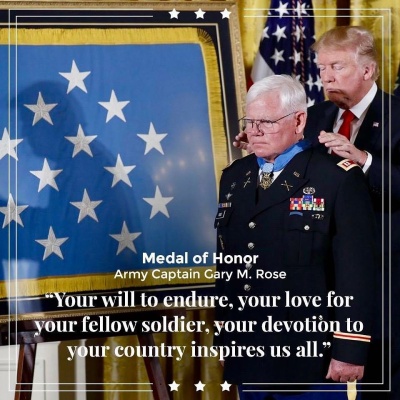 Medal of Honor
Army Captain Gary M. Rose
“Your will to endure, your love for
your fellow soldier, your devotion to
your country inspires us all.”